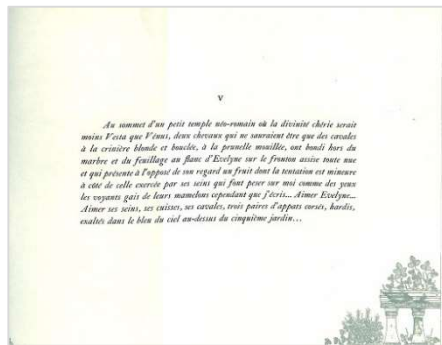 V
Au sommet d'un petit temple néo-romain où la divinité chérie serait
moins Vesta que Vénus, deux chevaux qui ne sauraient être que des cavales
à la crinière blonde et bouclée, à la prunelle mouillée, ont bondi hors du
marbre et du feuillage au flanc d'Evelyne sur le fronton assise toute nue
et qui présente à l'opposé de son regard un fruit dont la tentation est mineure
à côté de celle exercée par ses seins qui font peser sur moi comme des yeux
les voyants gais de leurs mamelons cependant que j'écris... Aimer Evelyne...
Aimer ses seins, ses cuisses, ses cavales, trois paires d'appats corsés, hardis,
exaltés dans le bleu du ciel au-dessus du cinquième jardin...